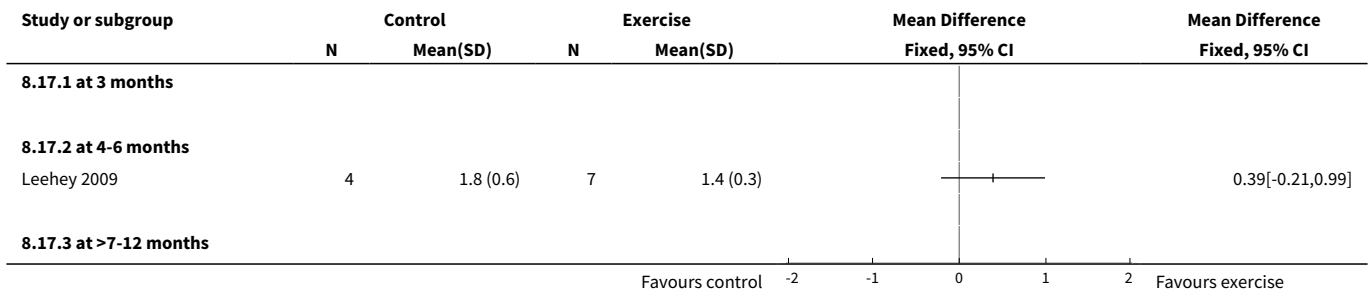 Study or subgroup Control Exercise Mean Difference Mean Difference
N Mean(SD) N Mean(SD) Fixed, 95% CI Fixed, 95% CI
8.17.1 at 3 months
8.17.2 at 4-6 months
Leehey 2009 4 1.8 (0.6) 7 1.4 (0.3) 0.39[-0.21,0.99]
8.17.3 at >7-12 months
Favours control -2 -1 0 1 2 Favours exercise